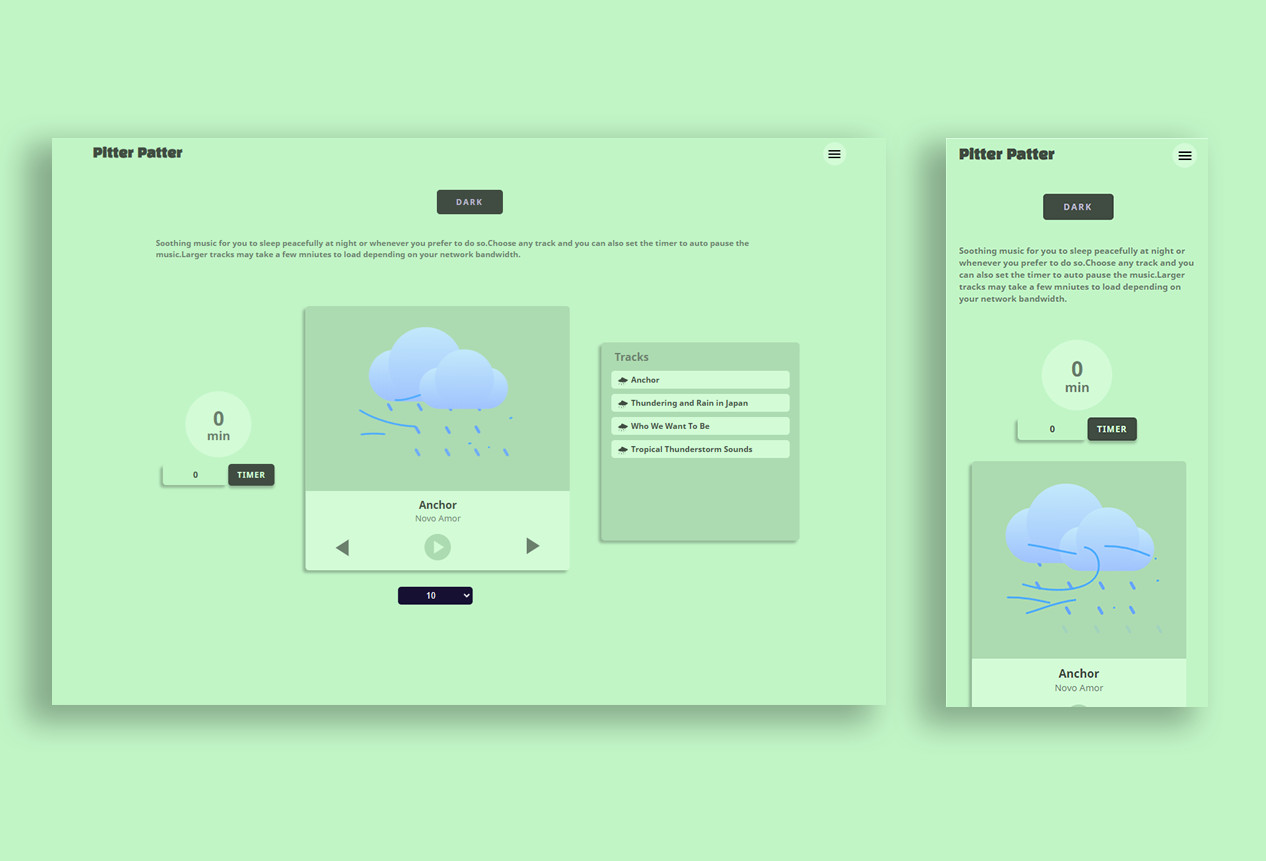 Pitter Patter
DARK
Soothing music for you to sleep peacefully at night or whenever you prefer to do so.Choose any track and you can also set the timer to auto pause the
music.Larger tracks may take a few mniutes to load depending on your network bandwidth.
0
min
0
TIMER
Anchor
Novo Amor
10
Tracks
Anchor
Thundering and Rain in Japan
Who We Want To Be
Tropical Thunderstorm Sounds
Pitter Patter
DARK
Soothing music for you to sleep peacefully at night or
whenever you prefer to do so.Choose any track and you
can also set the timer to auto pause the music.Larger
tracks may take a few mniutes to load depending on
your network bandwidth.
0
min
0
TIMER
Anchor
Novo Amor